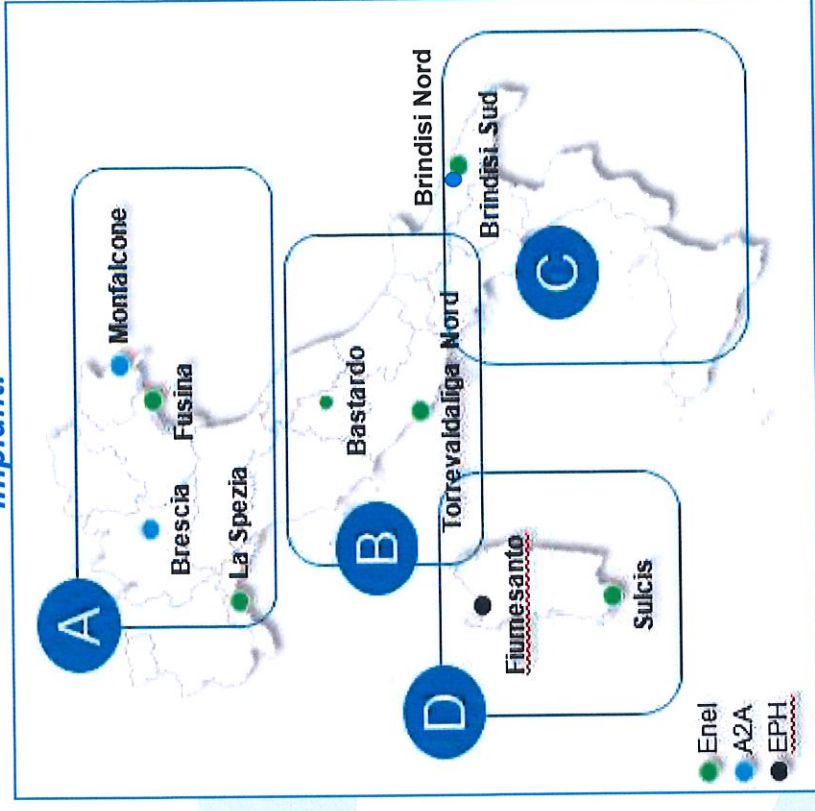 A
Monfalcone
Fusina
Brescia
La Spezia
B
Bastardo
Torrevaldaliga Nord
Brindisi Nord
Brindisi Sud
C
D
Fiumesanto
Sulcis
Enel
A2A
EPH